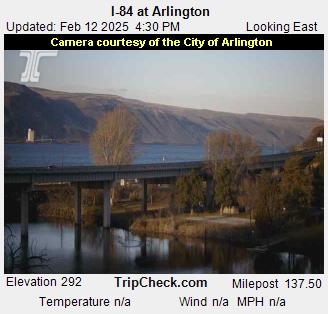 I-84 at Arlington
Updated: Feb 12 2025 4:30 PM Looking East
Camera courtesy of the City of Arlington
Elevation 292 TripCheck.com Milepost 137.50
Temperature n/a Wind n/a MPH n/a